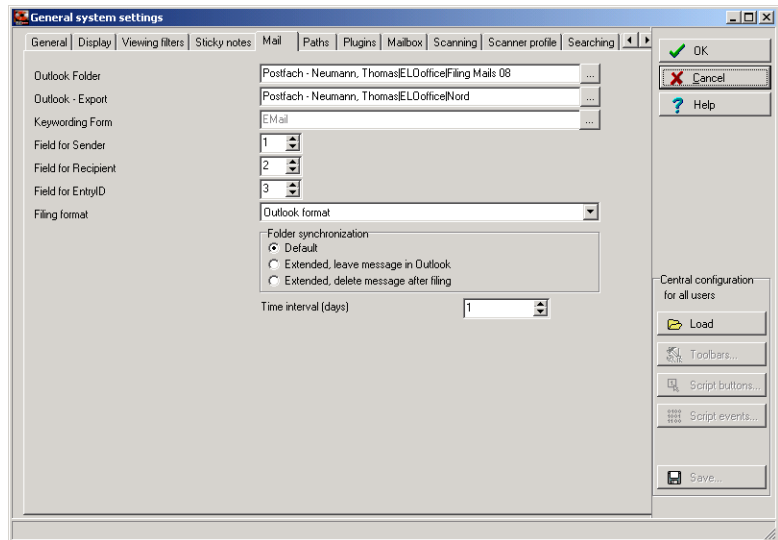 General system settings
General Display Viewing filters Sticky notes Mail Paths Plugins Mailbox Scanning Scanner profile Searching
Outlook Folder Postfach - Neumann, Thomas|ELOoffice|Filing Mails 08 ...
Outlook - Export Postfach - Neumann, Thomas|ELOoffice|Nord ...
Keywording Form EMail ...
Field for Sender 1
Field for Recipient 2
Field for EntryID 3
Filing format Outlook format
Folder synchronization
Default
Extended, leave message in Outlook
Extended, delete message after filing
Time interval (days) 1
OK
Cancel
? Help
Central configuration
for all users
Load
Toolbars...
Script buttons...
Script events...
Save...